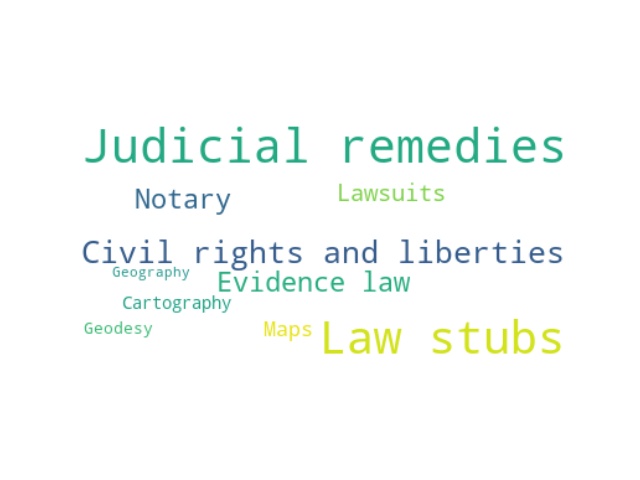 Judicial remedies
Notary
Lawsuits
Civil rights and liberties
Geography
Evidence law
Cartography
Geodesy
Maps
Law stubs